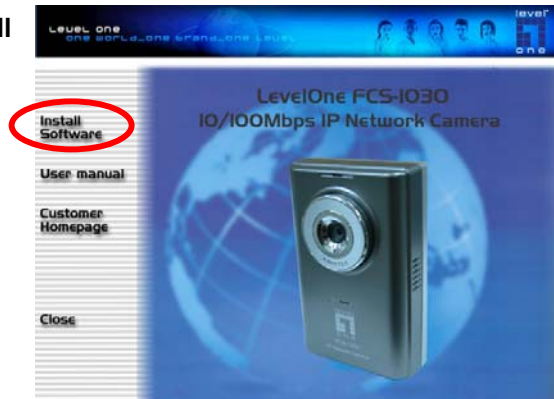 ll
LEVEL ONE
one world_one brand_one level
level
one
LevelOne FCS-1030
10/100Mbps IP Network Camera
Install
Software
User manual
Customer
Homepage
Close